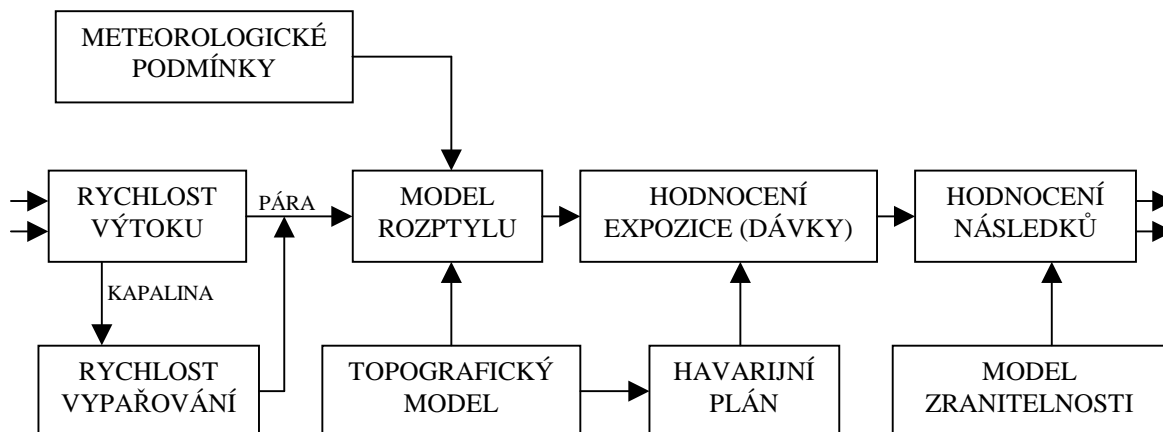 METEOROLOGICKÉ
PODMÍNKY
RYCHLOST
VÝTOKU
PÁRA
MODEL
ROZPTYLU
HODNOCENÍ
EXPOZICE (DÁVKY)
HODNOCENÍ
NÁSLEDKŮ
KAPALINA
RYCHLOST
VYPAŘOVÁNÍ
TOPOGRAFICKÝ
MODEL
HAVARIJNÍ
PLÁN
MODEL
ZRANITELNOSTI